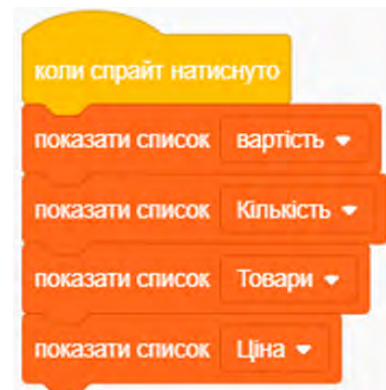 коли спрайт натиснуто
показати список вартість
показати список Кількість
показати список Товари
показати список Ціна